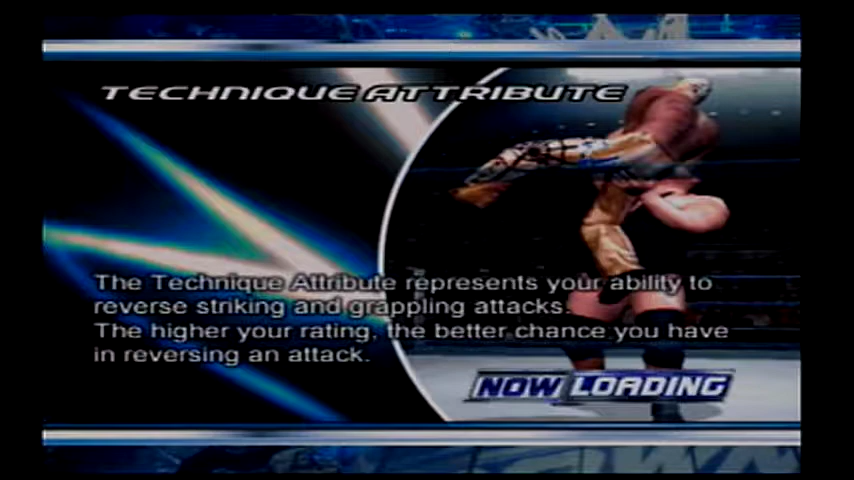 TECHNIQUE ATTRIBUTE
The Technique Attribute represents your ability to
reverse striking and grappling attacks.
The higher your rating, the better chance you have
in reversing an attack.
NOW LOADING